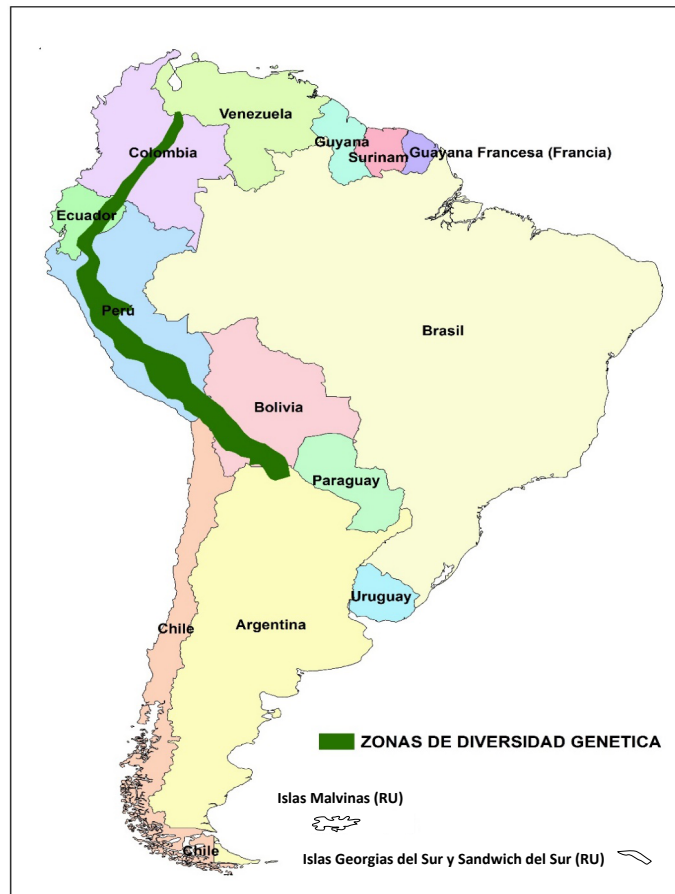 Venezuela
Guyana
Surinam
Guayana Francesa (Francia)
Colombia
Ecuador
Perú
Brasil
Bolivia
Paraguay
Uruguay
Chile
Argentina
ZONAS DE DIVERSIDAD GENETICA
Islas Malvinas (RU)
Chile
Islas Georgias del Sur y Sandwich del Sur (RU)